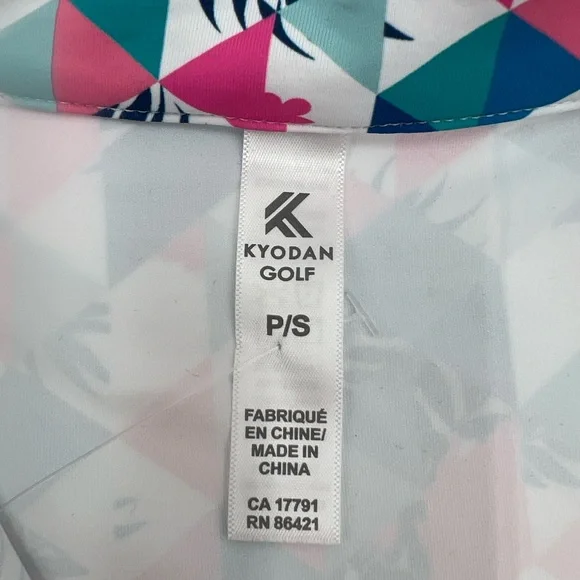 KYODAN
GOLF
P/S
FABRIQUÉ
EN CHINE/
MADE IN
CHINA
CA 17791
RN 86421